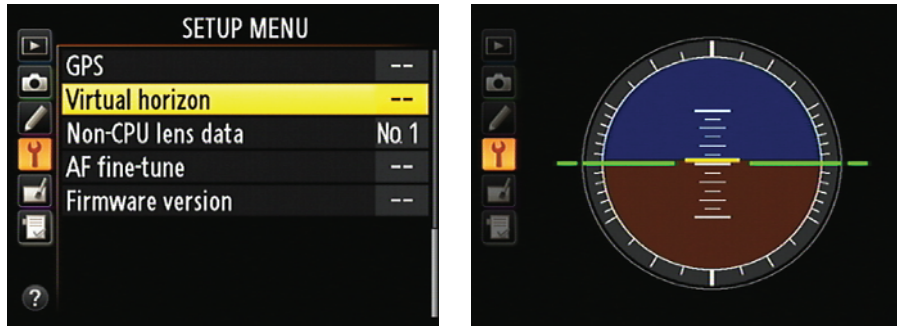 SETUP MENU
GPS --
Virtual horizon --
Non-CPU lens data No. 1
AF fine-tune --
Firmware version --
?